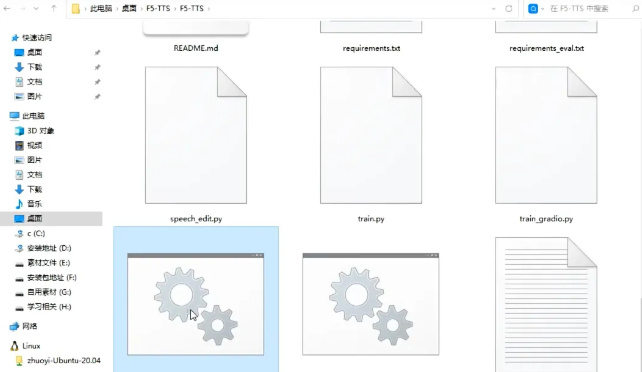 此电脑 › 桌面 › F5-TTS › F5-TTS ›
在 F5-TTS 中搜索
快速访问
桌面
下载
文档
图片
此电脑
3D 对象
视频
图片
文档
下载
音乐
桌面
c (C:)
安装地址 (D:)
素材文件 (E:)
安装包地址 (F:)
自用素材 (G:)
学习相关 (H:)
网络
Linux
zhuoyi-Ubuntu-20.04
README.md
requirements.txt
requirements_eval.txt
speech_edit.py
train.py
train_gradio.py